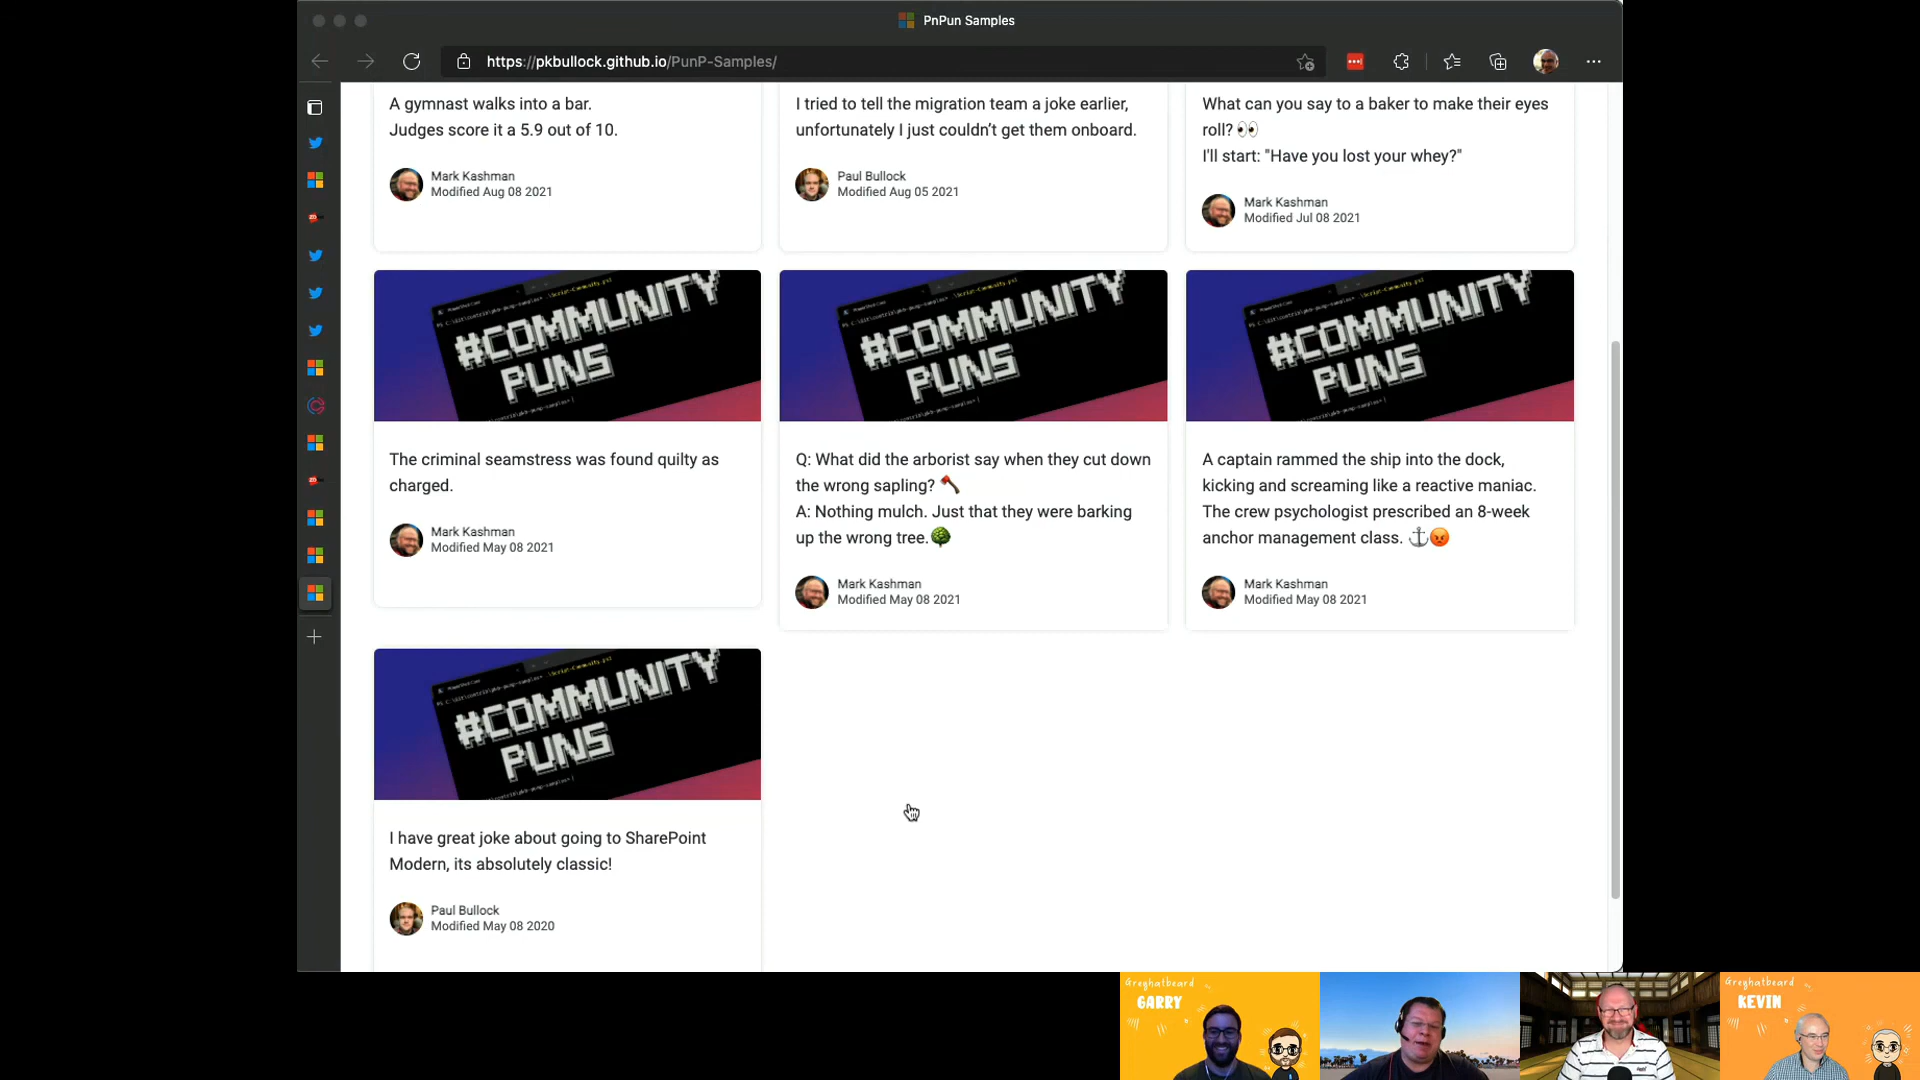 PnPun Samples
https://pkbullock.github.io/PunP-Samples/
A gymnast walks into a bar.
Judges score it a 5.9 out of 10.
Mark Kashman
Modified Aug 08 2021
I tried to tell the migration team a joke earlier,
unfortunately I just couldn’t get them onboard.
Paul Bullock
Modified Aug 05 2021
What can you say to a baker to make their eyes
roll? 👀
I'll start: "Have you lost your whey?"
Mark Kashman
Modified Jul 08 2021
#COMMUNITY
PUNS
The criminal seamstress was found quilty as
charged.
Mark Kashman
Modified May 08 2021
#COMMUNITY
PUNS
Q: What did the arborist say when they cut down
the wrong sapling? 🪓
A: Nothing mulch. Just that they were barking
up the wrong tree.🌳
Mark Kashman
Modified May 08 2021
#COMMUNITY
PUNS
A captain rammed the ship into the dock,
kicking and screaming like a reactive maniac.
The crew psychologist prescribed an 8-week
anchor management class. ⚓😡
Mark Kashman
Modified May 08 2021
#COMMUNITY
PUNS
I have great joke about going to SharePoint
Modern, its absolutely classic!
Paul Bullock
Modified May 08 2020
Greyhatbeard
GARRY
Greyhatbeard
KEVIN